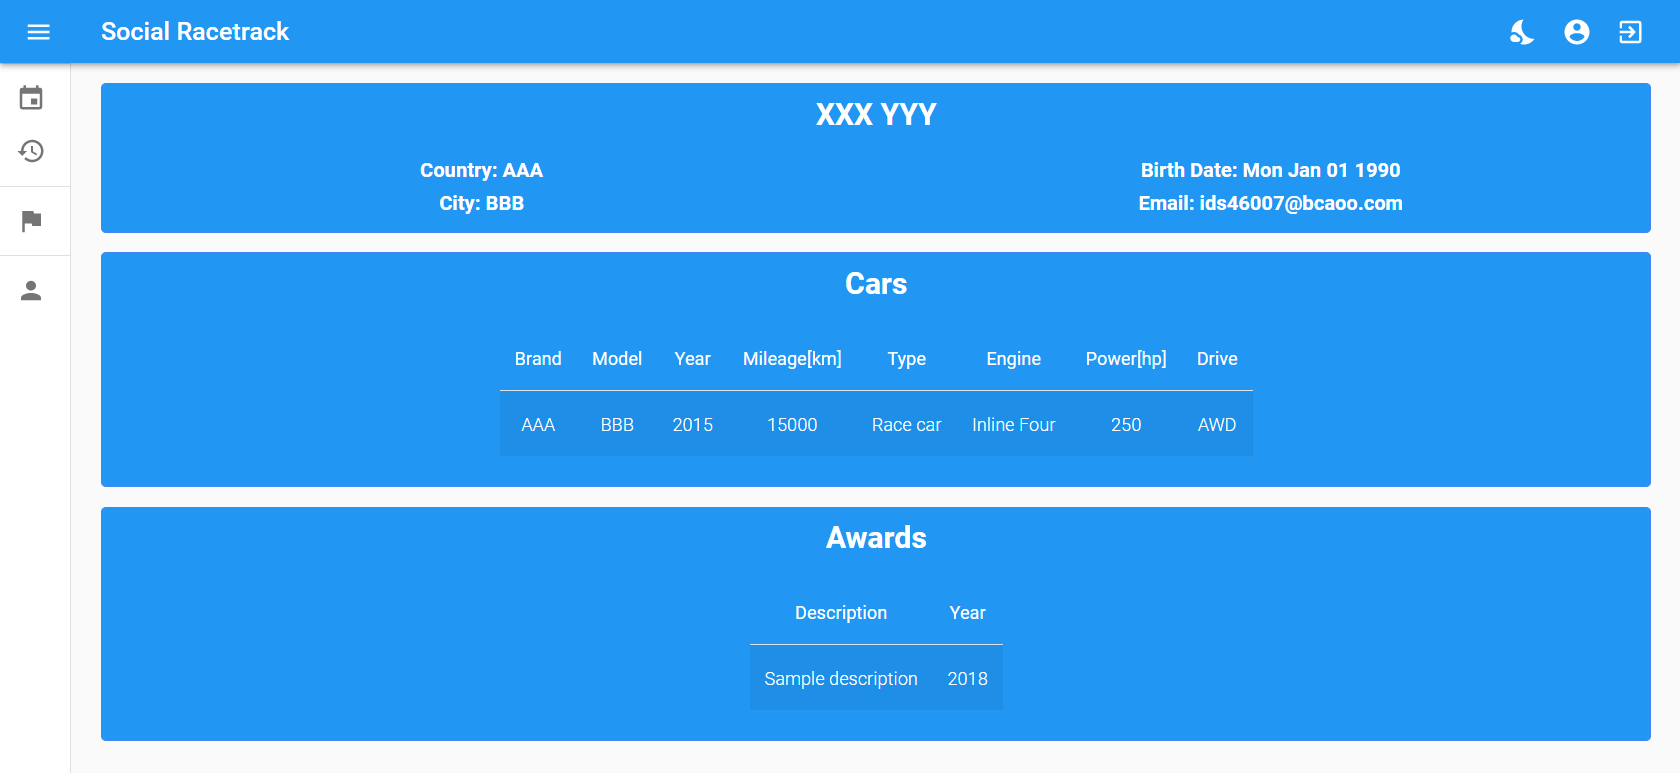 Social Racetrack
XXX YYY
Country: AAA
Birth Date: Mon Jan 01 1990
City: BBB
Email: ids46007@bcaoo.com
Cars
Brand Model Year Mileage[km] Type Engine Power[hp] Drive
AAA BBB 2015 15000 Race car Inline Four 250 AWD
Awards
Description Year
Sample description 2018